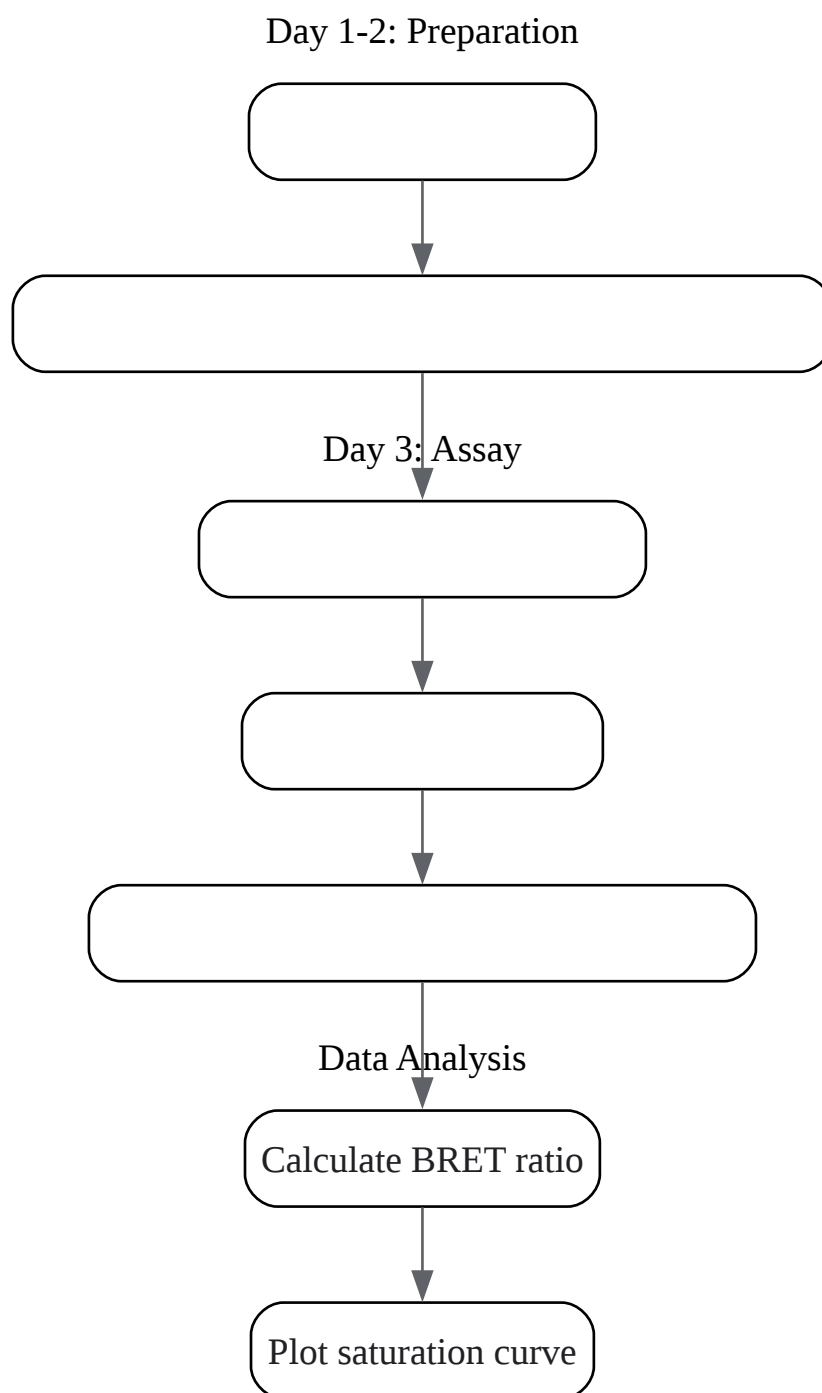 Day 1-2: Preparation
Day 3: Assay
Data Analysis
Calculate BRET ratio
Plot saturation curve